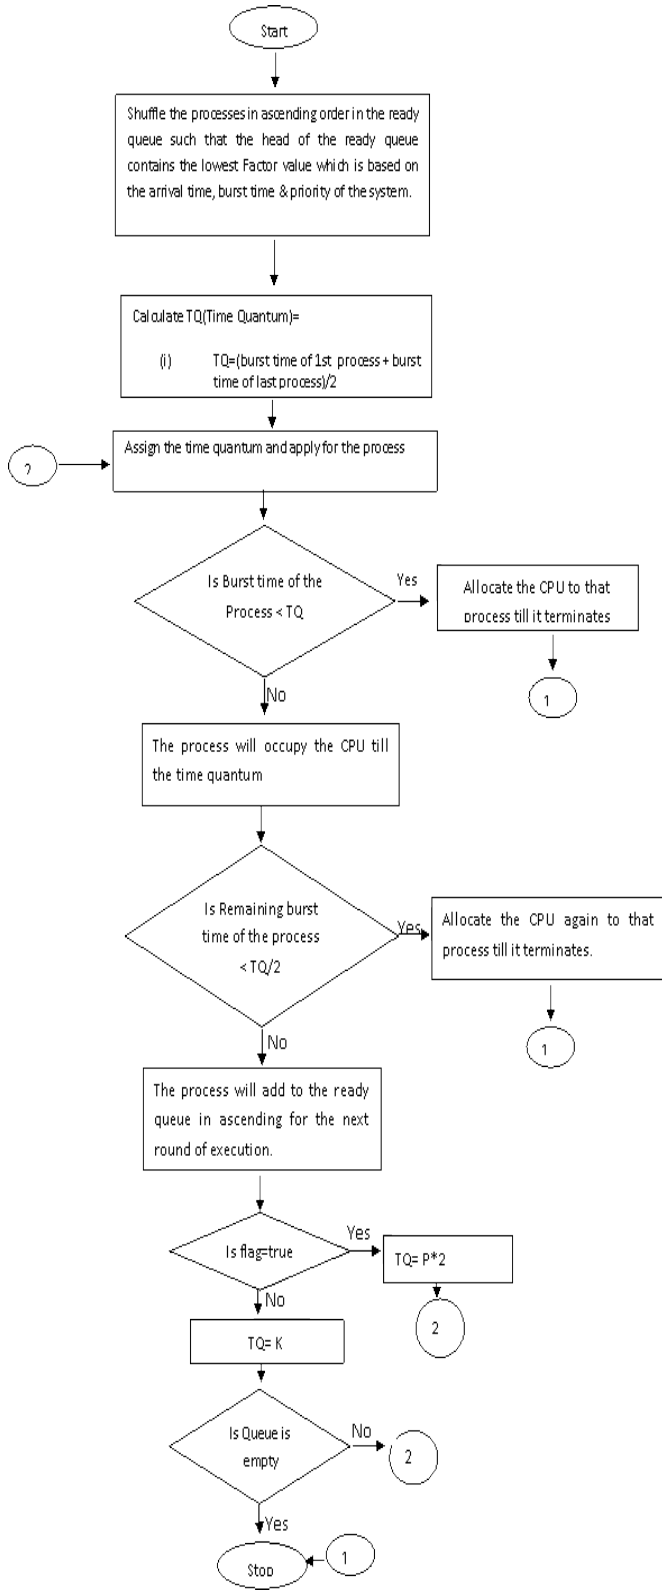 Start
Shuffle the processes in ascending order in the ready
queue such that the head of the ready queue
contains the lowest Factor value which is based on
the arrival time, burst time & priority of the system.
Calculate TQ(Time Quantum)=
(i) TQ=(burst time of 1st process + burst
time of last process)/2
Assign the time quantum and apply for the process
2
Is Burst time of the
Process < TQ
Yes
Allocate the CPU to that
process till it terminates
1
No
The process will occupy the CPU till
the time quantum
Is Remaining burst
time of the process
< TQ/2
Yes
Allocate the CPU again to that
process till it terminates.
1
No
The process will add to the ready
queue in ascending for the next
round of execution.
Is flag=true
Yes
TQ= P*2
2
No
TQ= K
Is Queue is
empty
No
2
Yes
Stop
1